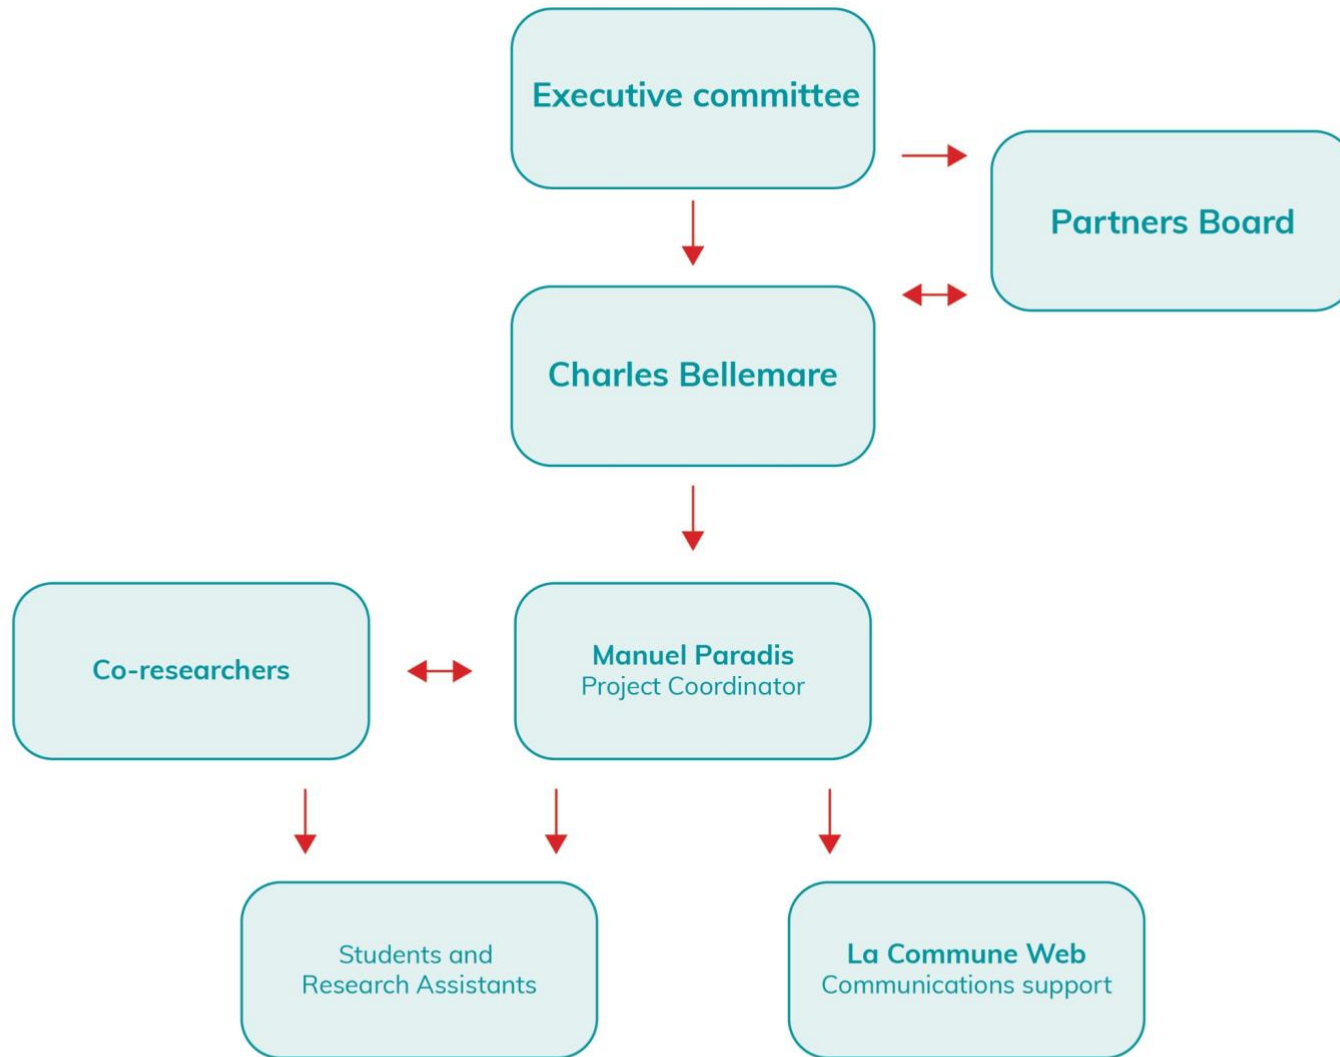 Executive committee
Partners Board
Charles Bellemare
Co-researchers
Manuel Paradis
Project Coordinator
Students and
Research Assistants
La Commune Web
Communications support